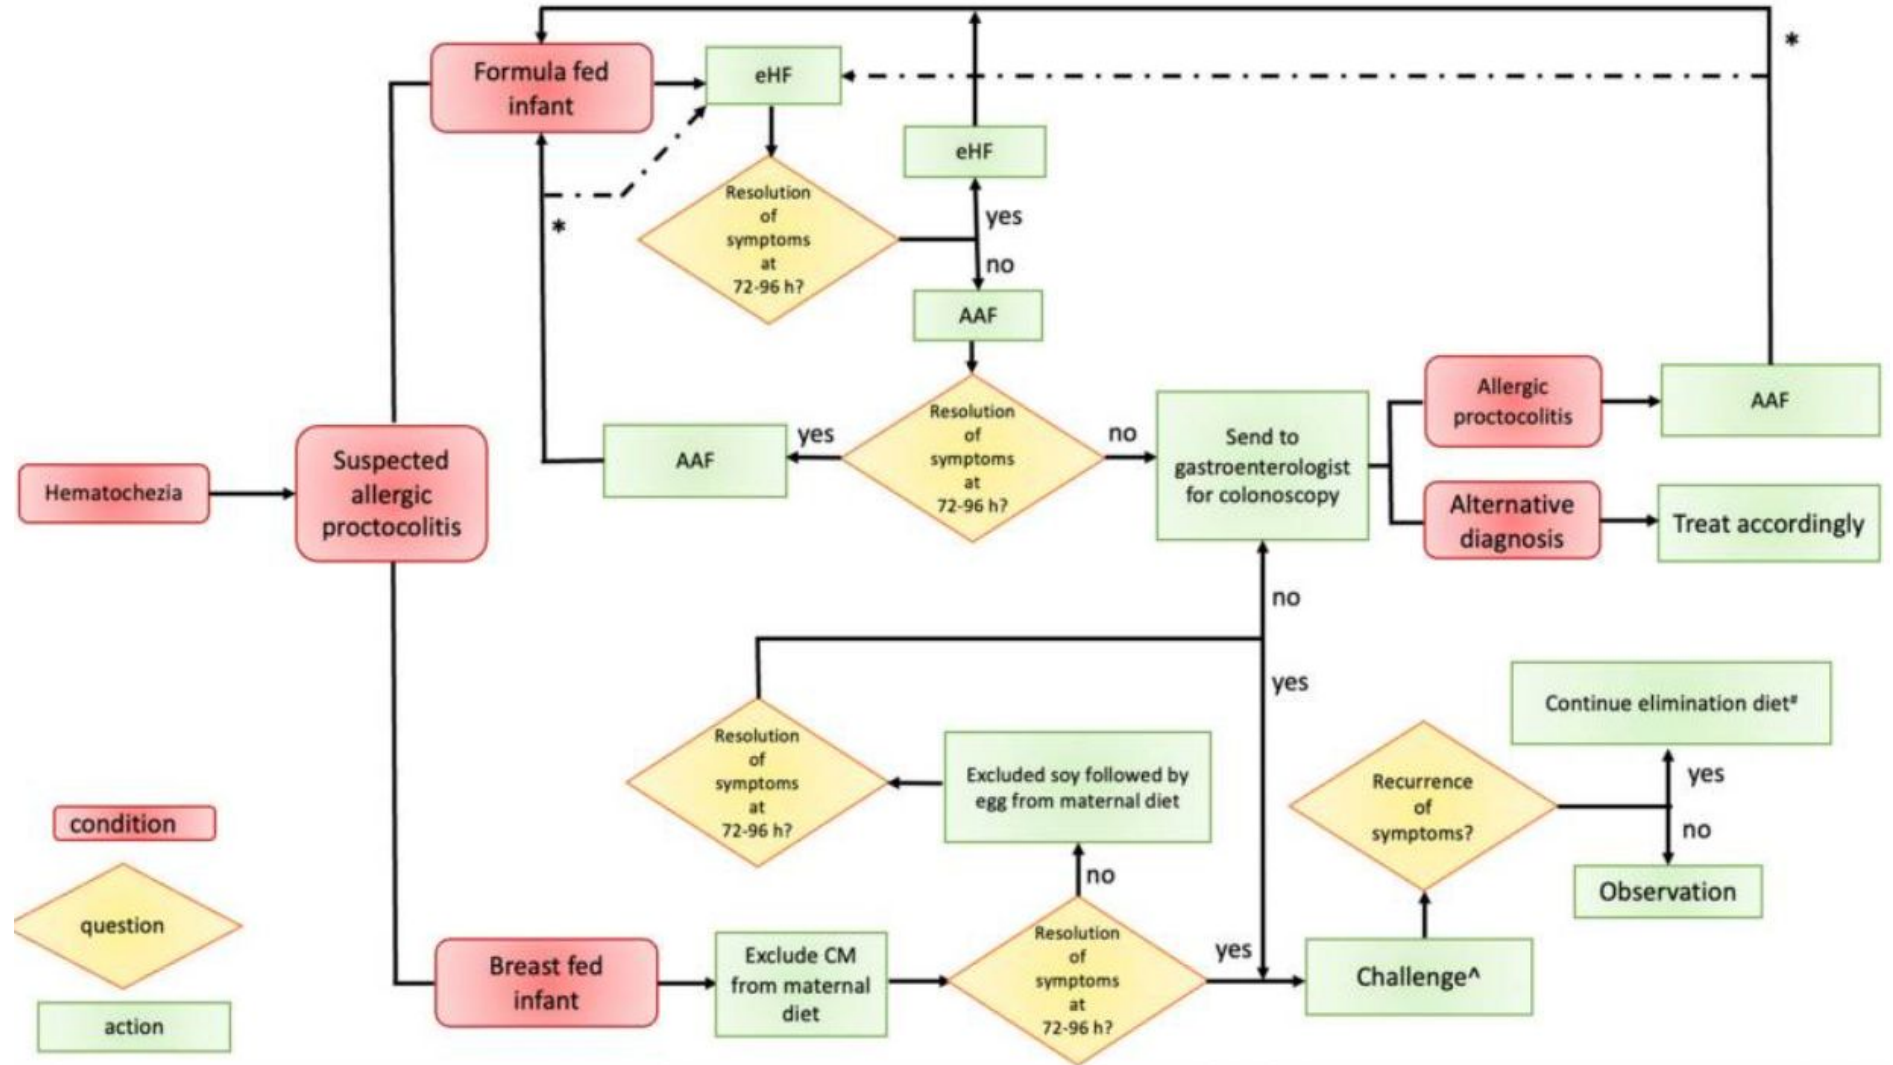 *
Formula fed
infant
eHF
eHF
Resolution
of
symptoms
at
72-96 h?
yes
no
*
AAF
Allergic
proctocolitis
AAF
Resolution
of
symptoms
at
72-96 h?
yes
no
AAF
Send to
gastroenterologist
for colonoscopy
Suspected
allergic
proctocolitis
Hematochezia
Alternative
diagnosis
Treat accordingly
no
yes
Continue elimination diet#
Resolution
of
symptoms
at
72-96 h?
Excluded soy followed by
egg from maternal diet
Recurrence
of
symptoms?
yes
no
condition
no
Observation
question
Breast fed
infant
Exclude CM
from maternal
diet
Resolution
of
symptoms
at
72-96 h?
yes
Challenge^
action